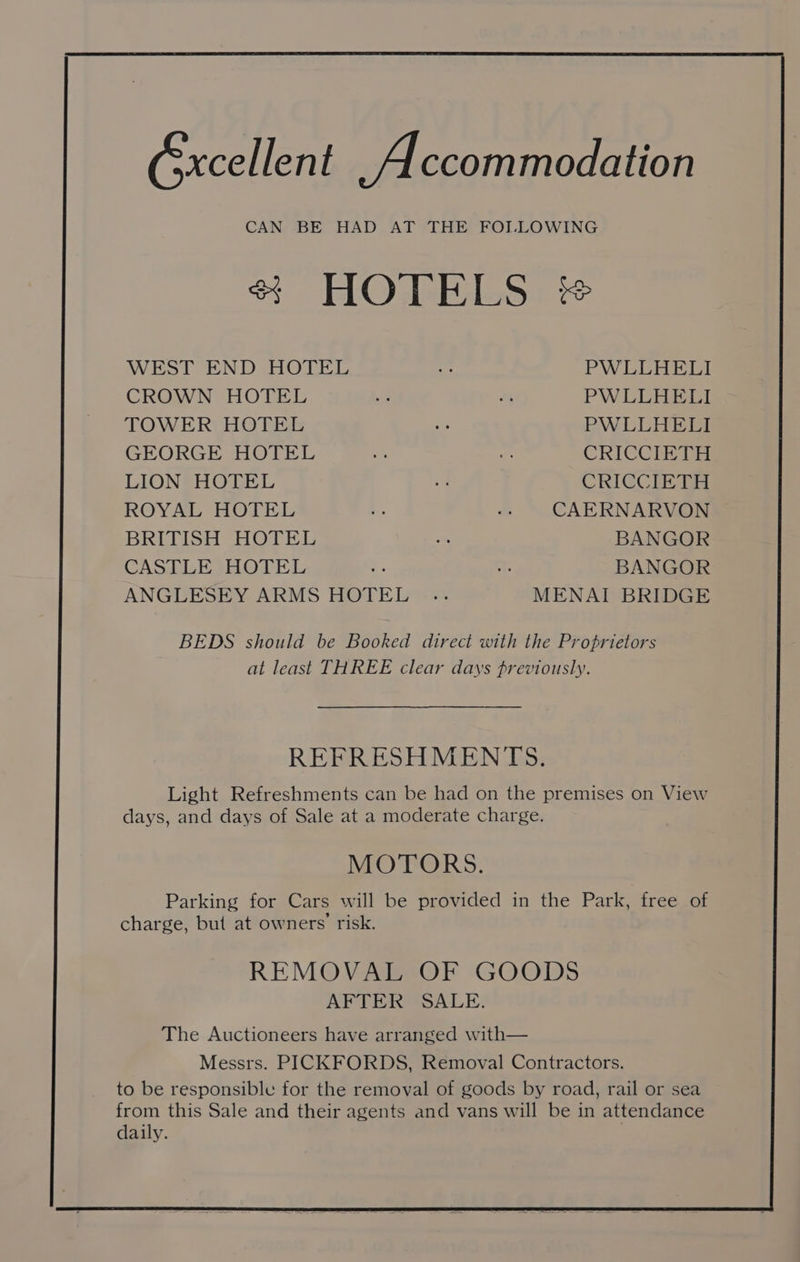 Excellent Accommodation
CAN BE HAD AT THE FOLLOWING
HOTELS
WEST END HOTEL .. PWLLHELI
CROWN HOTEL .. .. PWLLHELI
TOWER HOTEL .. PWLLHELI
GEORGE HOTEL .. .. CRICCIETH
LION HOTEL .. CRICCIETH
ROYAL HOTEL .. .. CAERNARVON
BRITISH HOTEL .. BANGOR
CASTLE HOTEL .. .. BANGOR
ANGLESEY ARMS HOTEL .. MENAI BRIDGE
BEDS should be Booked direct with the Proprietors
at least THREE clear days previously.
REFRESHMENTS.
Light Refreshments can be had on the premises on View
days, and days of Sale at a moderate charge.
MOTORS.
Parking for Cars will be provided in the Park, free of
charge, but at owners' risk.
REMOVAL OF GOODS
AFTER SALE.
The Auctioneers have arranged with—
Messrs. PICKFORDS, Removal Contractors.
to be responsible for the removal of goods by road, rail or sea
from this Sale and their agents and vans will be in attendance
daily.